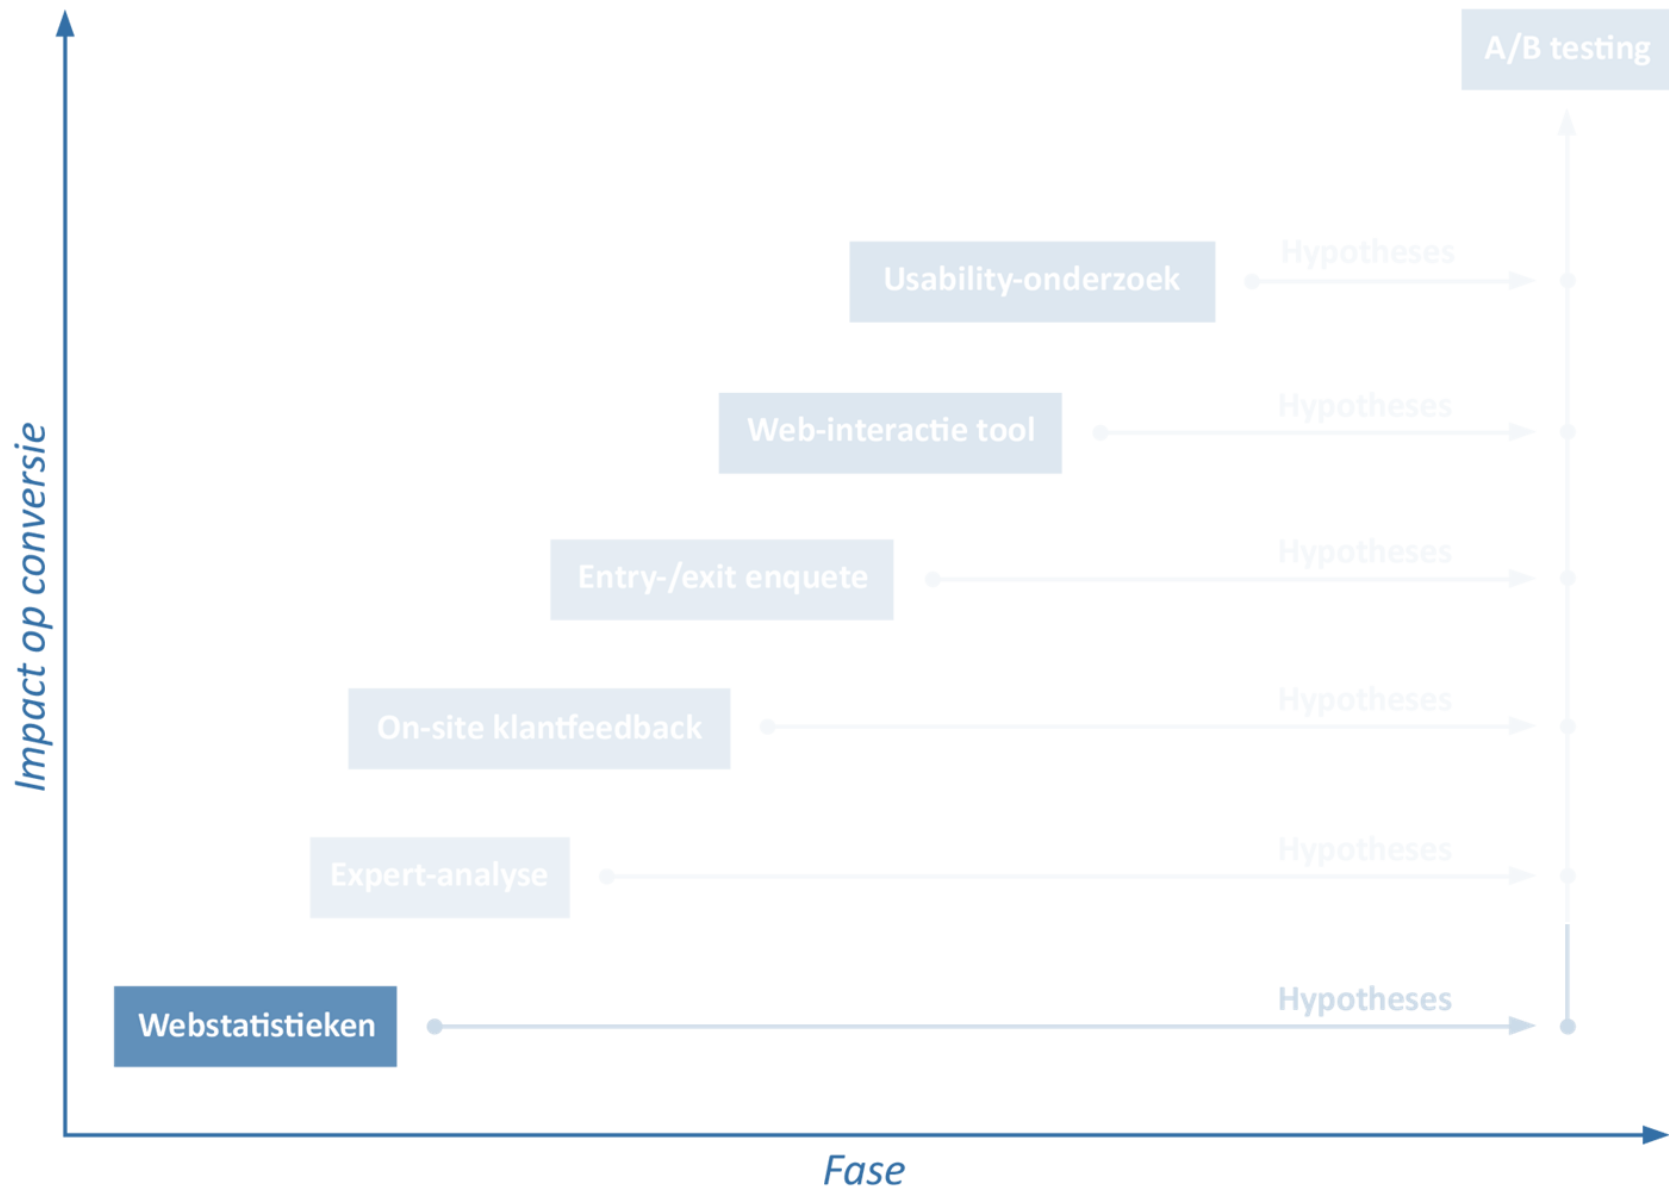 A/B testing
Usability-onderzoek
Hypotheses
Web-interactie tool
Hypotheses
Entry-/exit enquete
Hypotheses
On-site klantfeedback
Hypotheses
Expert-analyse
Hypotheses
Webstatistieken
Hypotheses
Impact op conversie
Fase